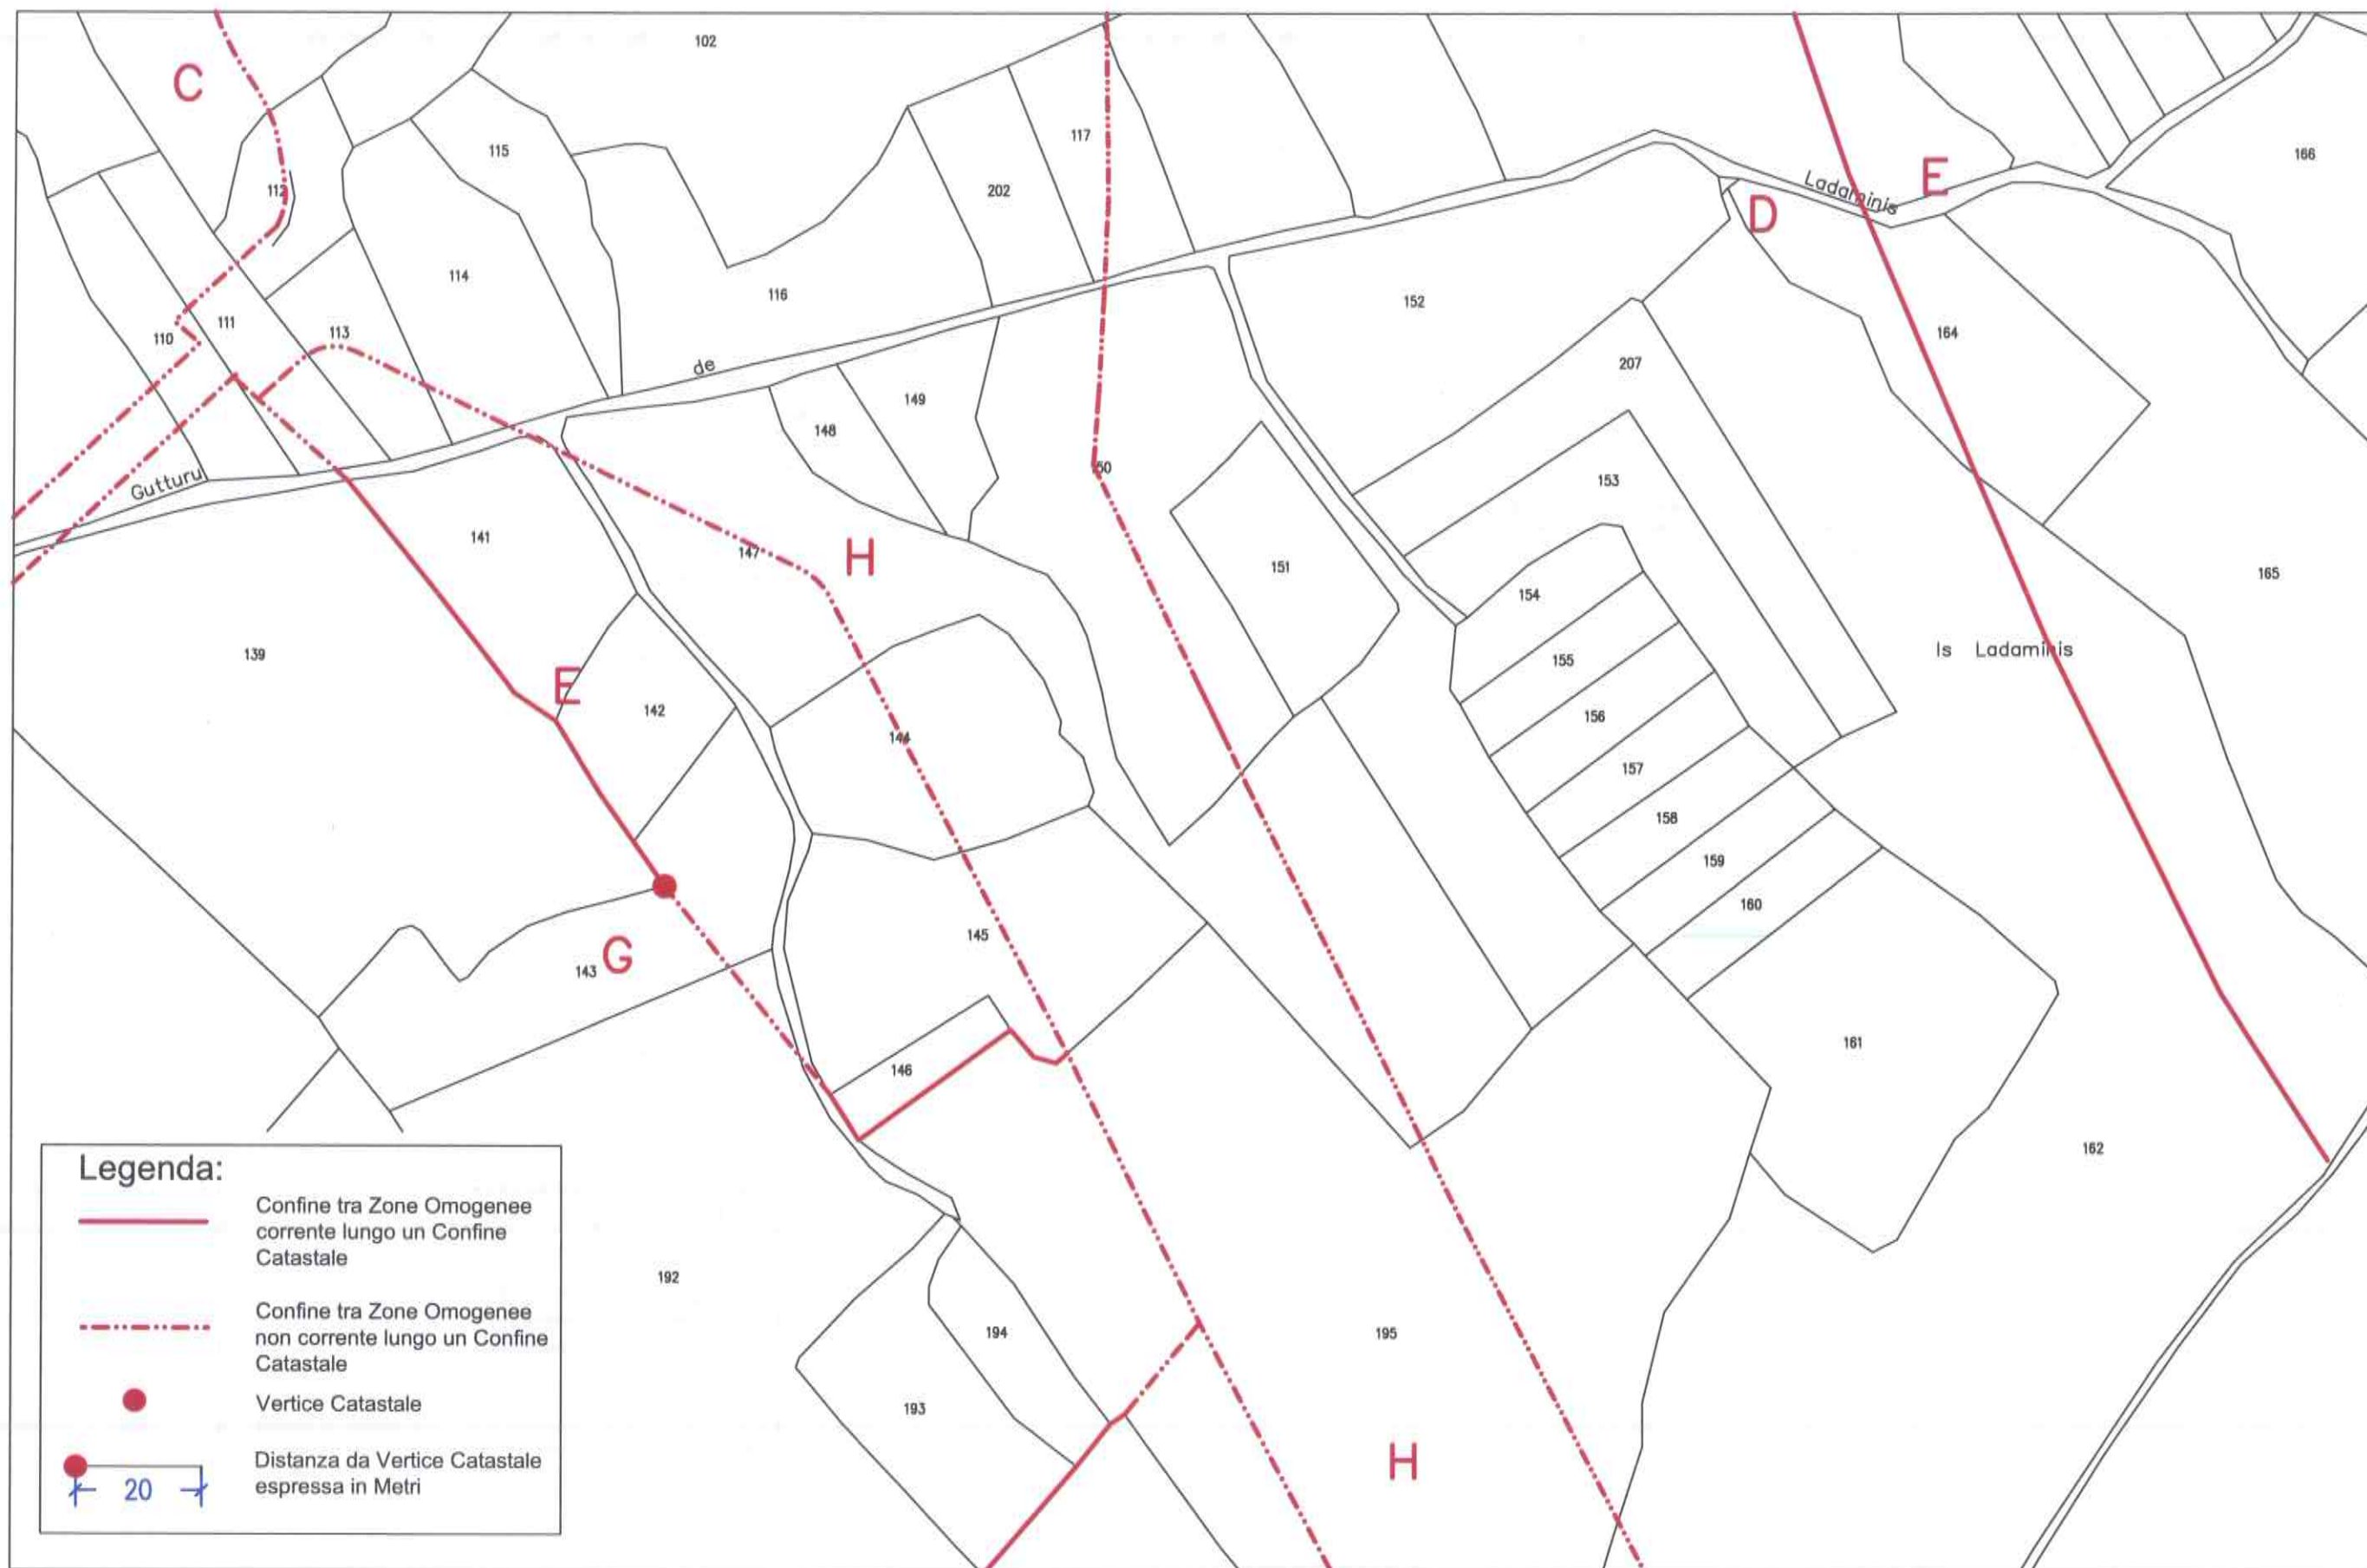 102
C
117
115
166
112
202
E
Ladaminis
D
114
116
152
111
113
110
164
de
207
149
148
50
Gutturu
153
141
147
H
151
165
154
139
Is Ladaminis
155
E
142
156
144
157
158
159
160
145
G
143
161
146
162
192
194
195
193
H
Legenda:
Confine tra Zone Omogenee
corrente lungo un Confine
Catastale
Confine tra Zone Omogenee
non corrente lungo un Confine
Catastale
Vertice Catastale
Distanza da Vertice Catastale
espressa in Metri
20